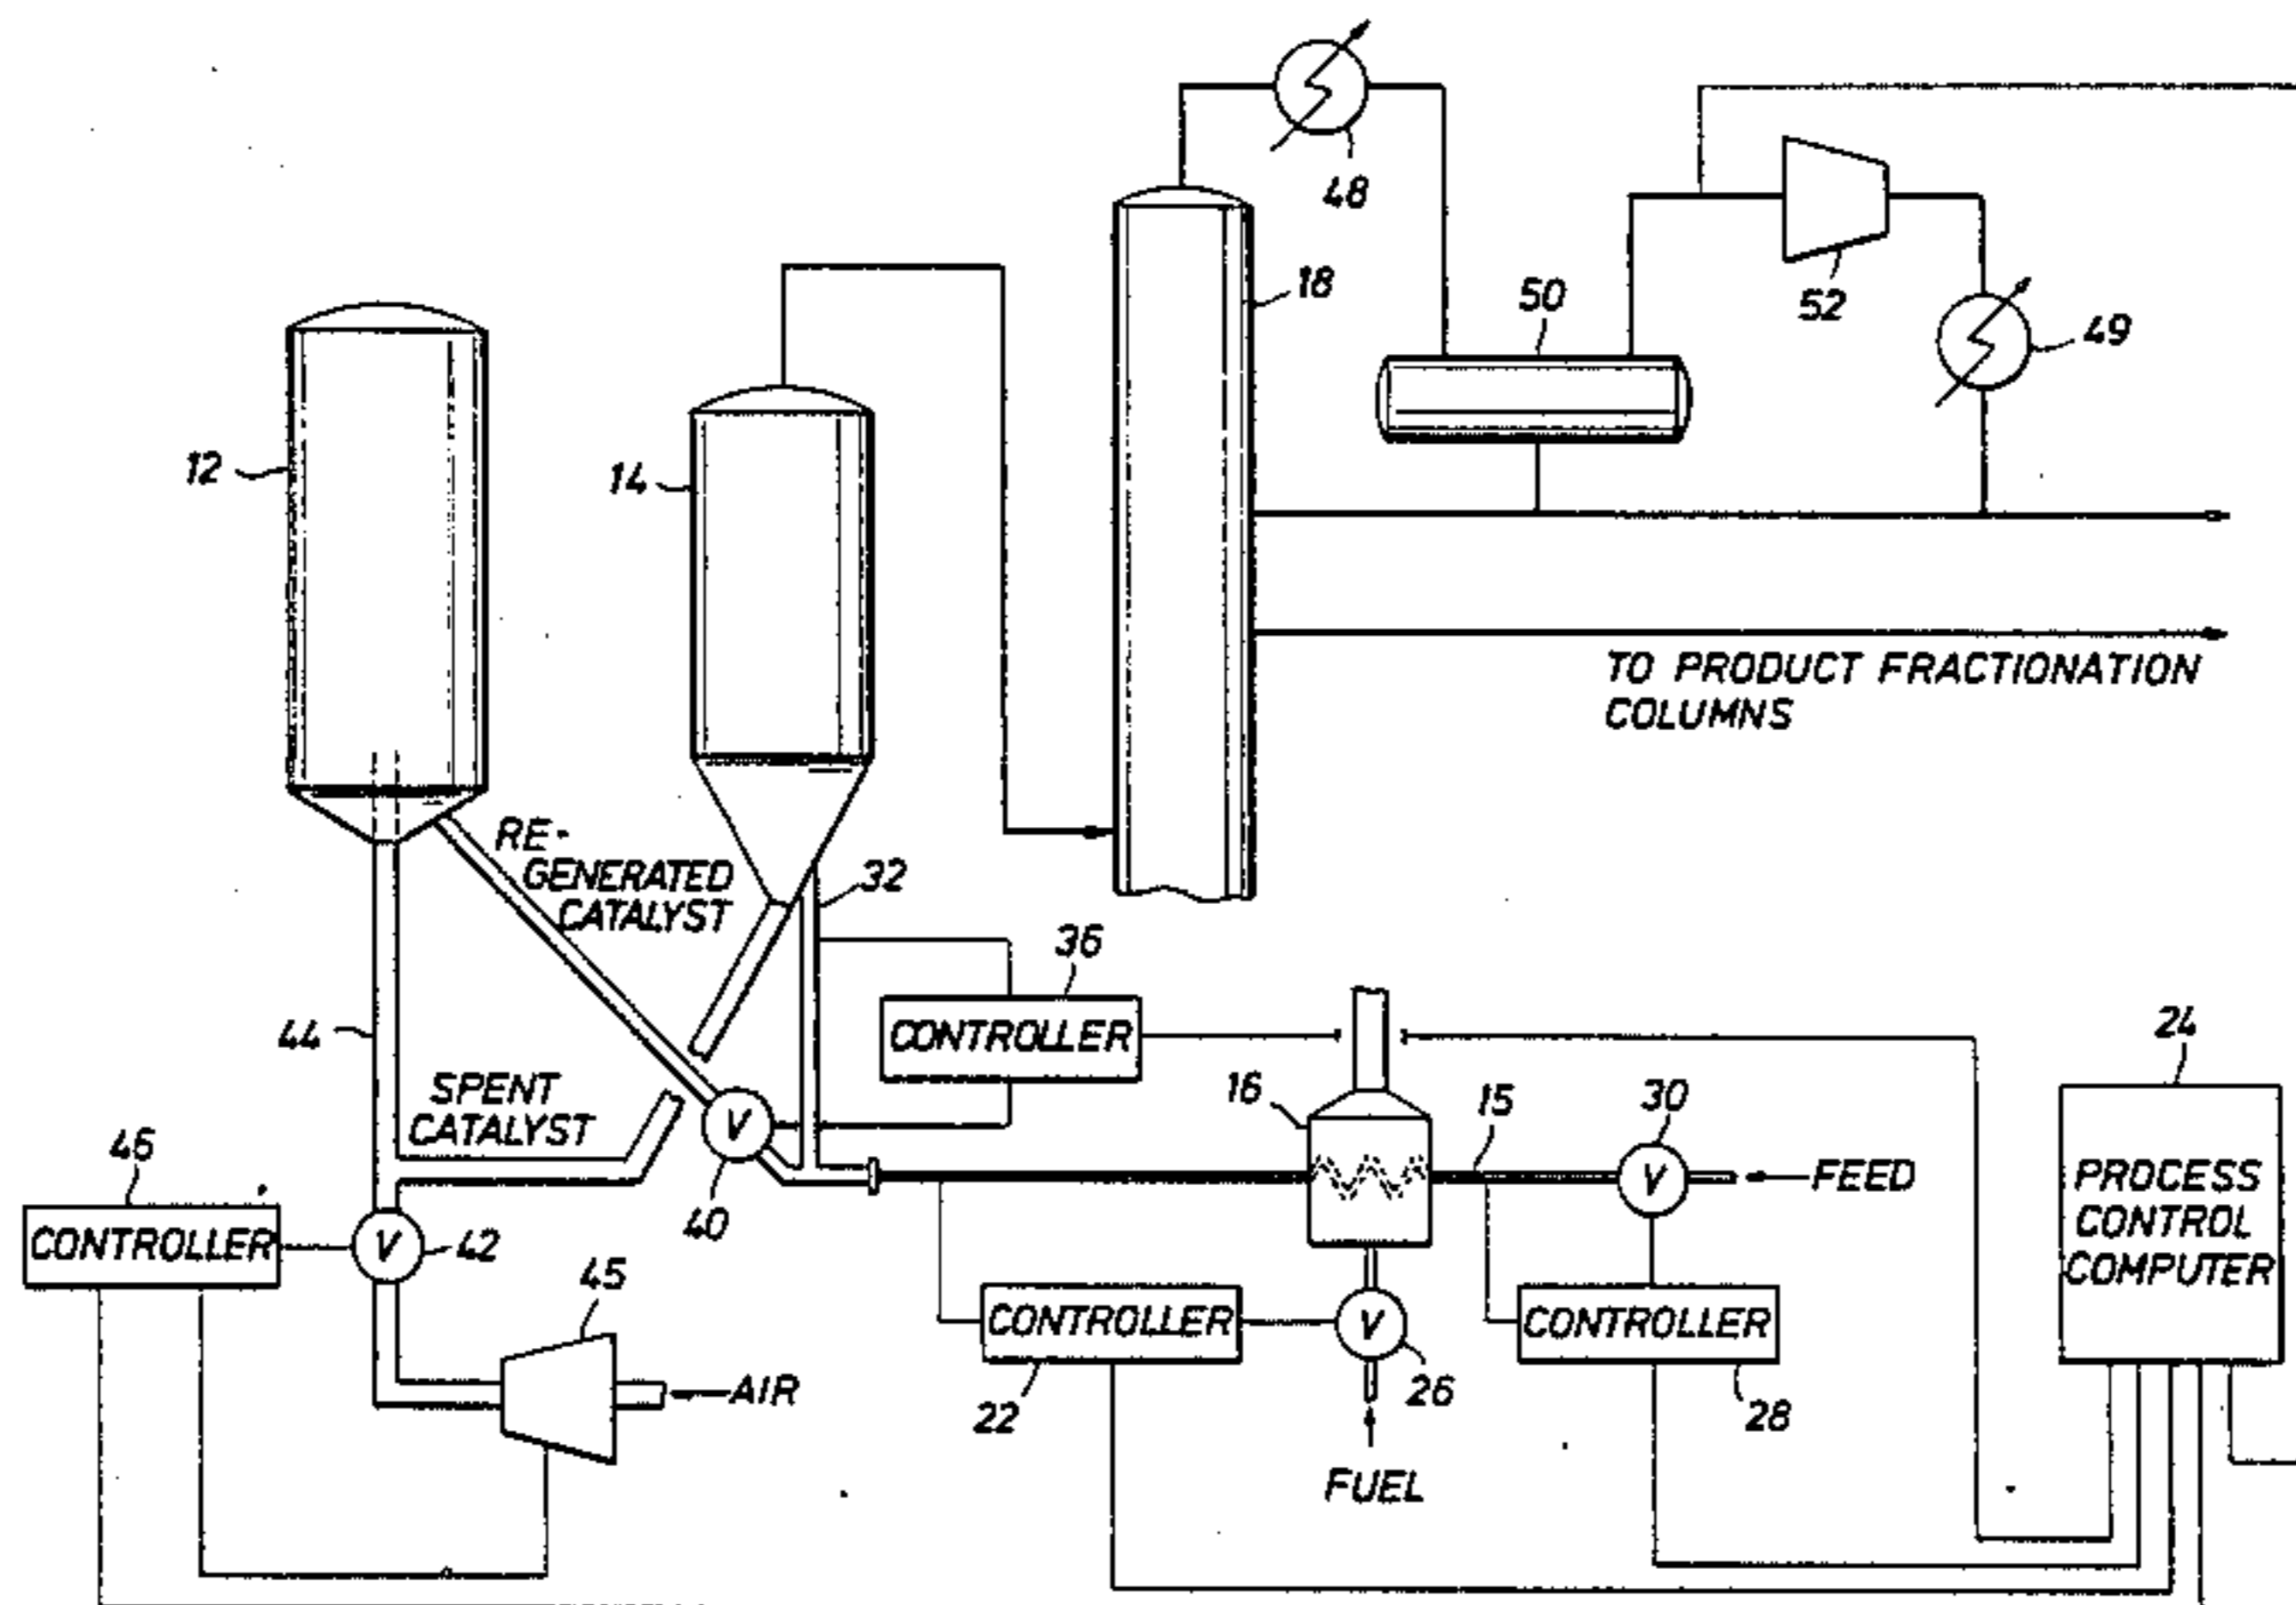 48
18
50
52
49
12
14
TO PRODUCT FRACTIONATION
COLUMNS
RE-
GENERATED
CATALYST
32
36
CONTROLLER
44
SPENT
CATALYST
V
40
16
15
30
V
FEED
24
PROCESS
CONTROL
COMPUTER
46
CONTROLLER
V
42
45
AIR
CONTROLLER
22
V
26
FUEL
CONTROLLER
28